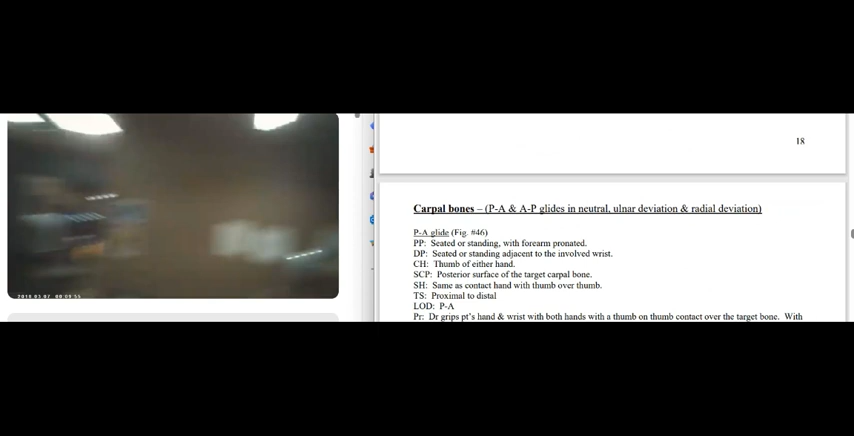 18
Carpal bones – (P-A & A-P glides in neutral, ulnar deviation & radial deviation)
P-A glide (Fig. #46)
PP:  Seated or standing, with forearm pronated.
DP:  Seated or standing adjacent to the involved wrist.
CH:  Thumb of either hand.
SCP:  Posterior surface of the target carpal bone.
SH:  Same as contact hand with thumb over thumb.
TS:  Proximal to distal
LOD:  P-A
Pr:  Dr grips pt's hand & wrist with both hands with a thumb on thumb contact over the target bone.  With